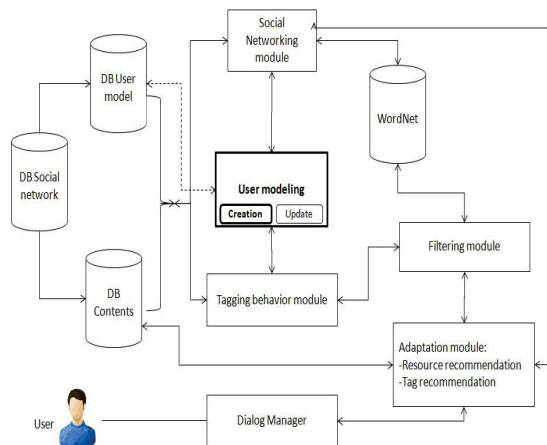 Social
Networking
module
DB User
model
WordNet
DB Social
network
User modeling
Creation
Update
Filtering module
DB
Contents
Tagging behavior module
Adaptation module:
-Resource recommendation
-Tag recommendation
User
Dialog Manager